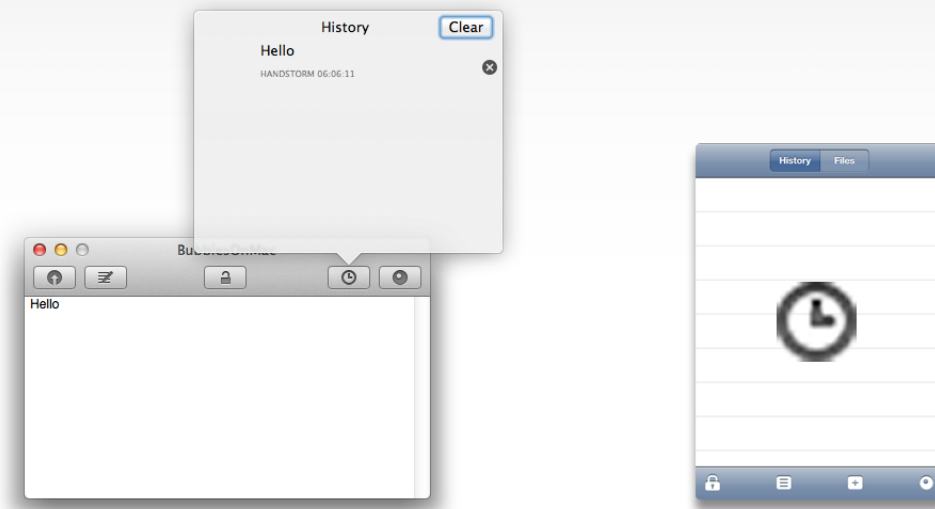 History Clear
Hello
HANDSTORM 06:06:11
History Files
BubblesOnMac
Hello